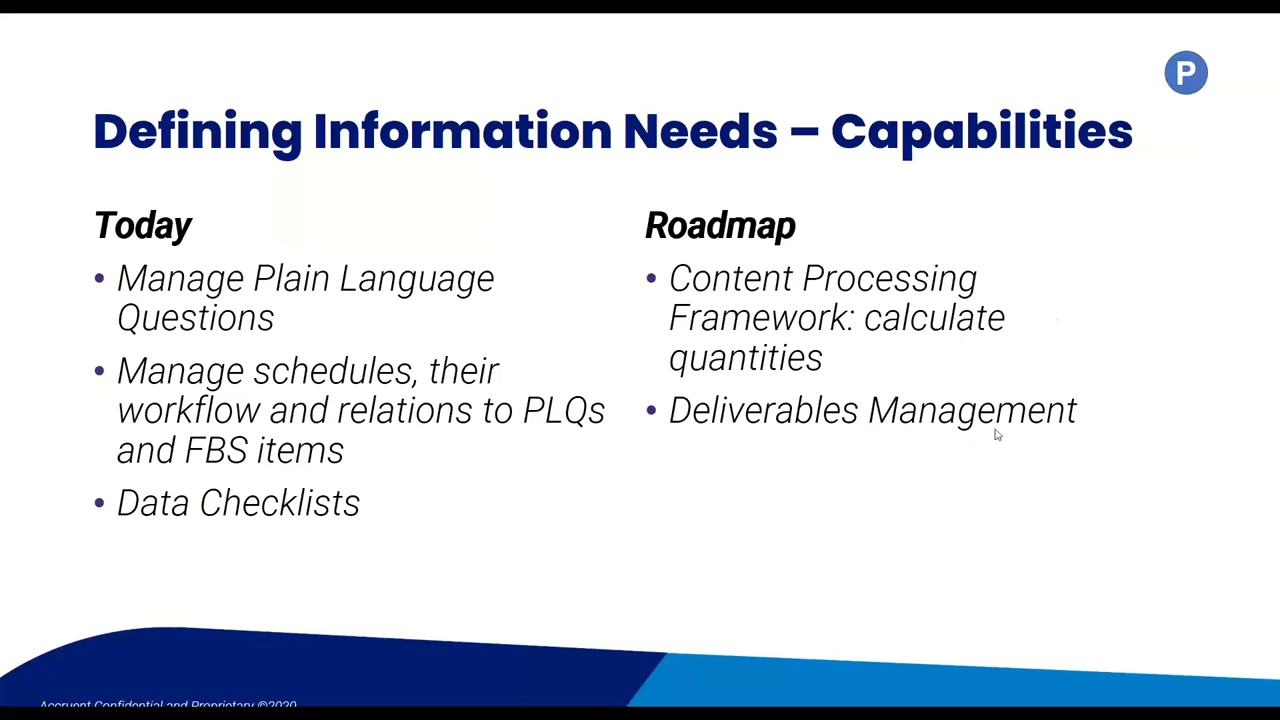 P
Defining Information Needs – Capabilities
Today
• Manage Plain Language
Questions
• Manage schedules, their
workflow and relations to PLQs
and FBS items
• Data Checklists
Roadmap
• Content Processing
Framework: calculate
quantities
• Deliverables Management
Accruent Confidential and Proprietary ©2020